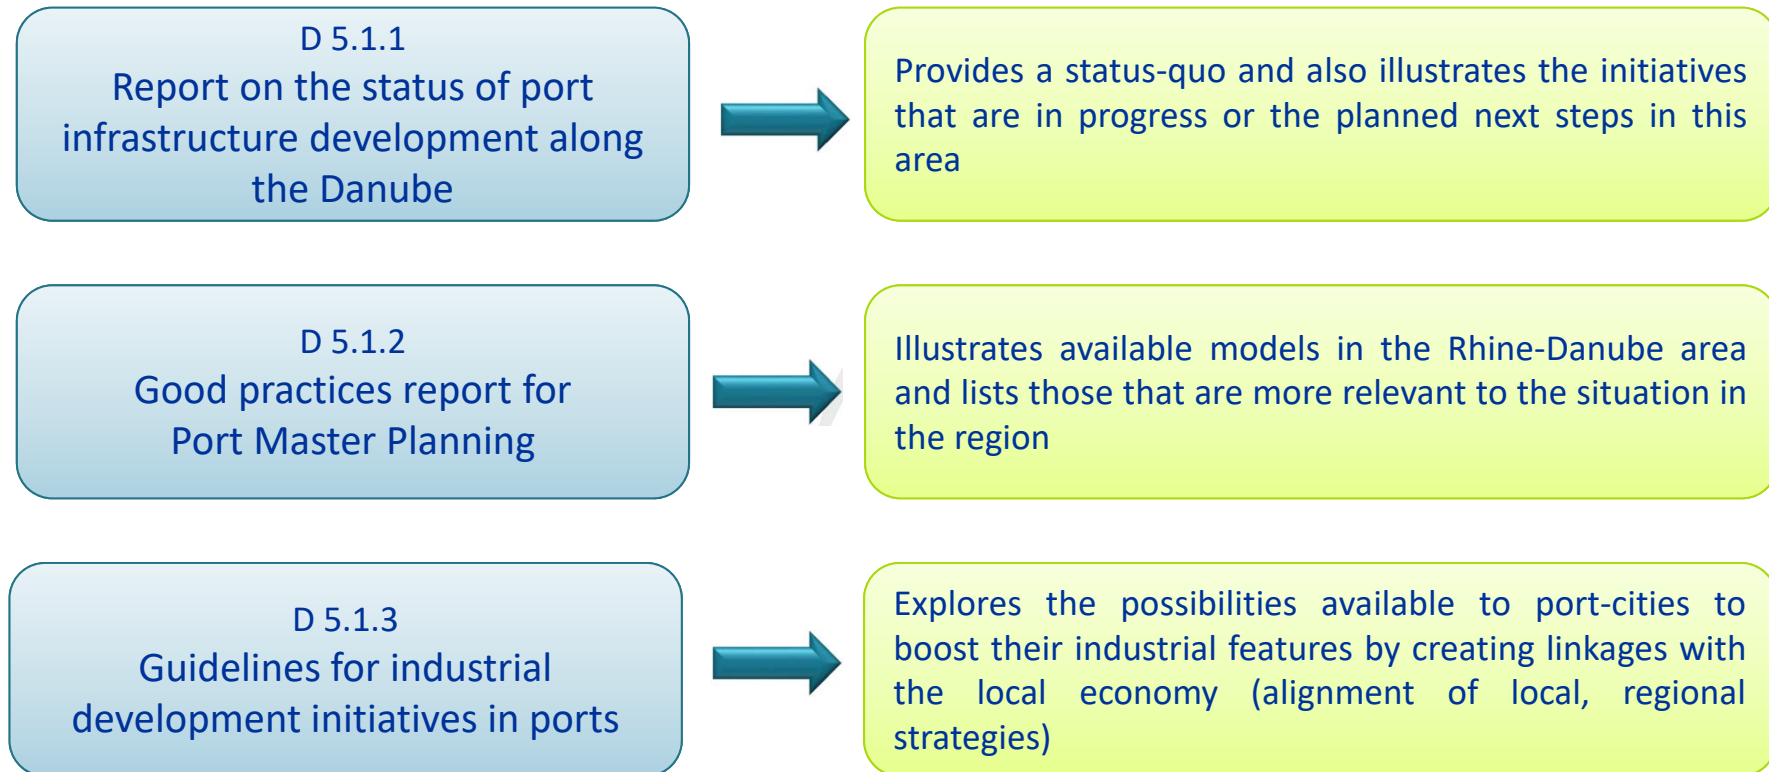 D 5.1.1
Report on the status of port
infrastructure development along
the Danube
Provides a status-quo and also illustrates the initiatives
that are in progress or the planned next steps in this
area
D 5.1.2
Good practices report for
Port Master Planning
Illustrates available models in the Rhine-Danube area
and lists those that are more relevant to the situation in
the region
D 5.1.3
Guidelines for industrial
development initiatives in ports
Explores the possibilities available to port-cities to
boost their industrial features by creating linkages with
the local economy (alignment of local, regional
strategies)